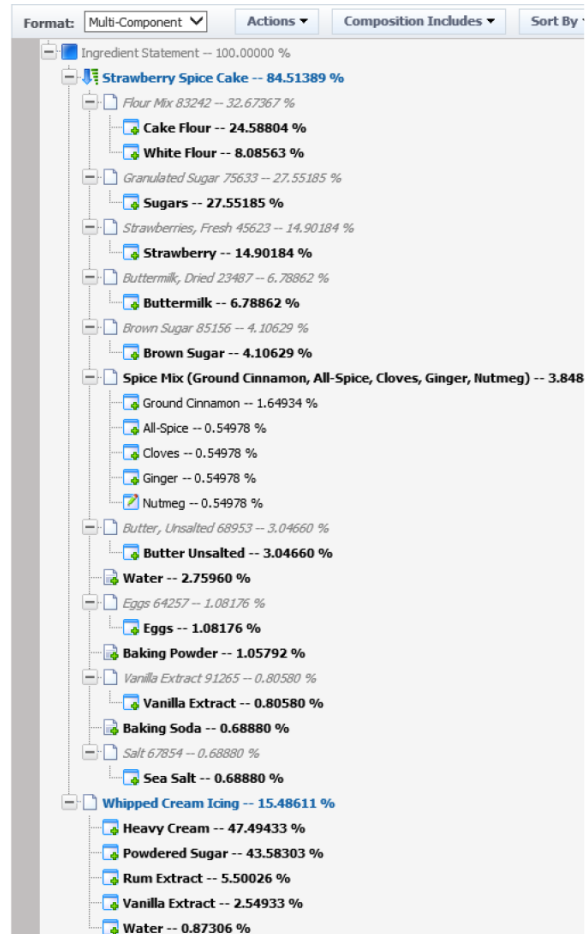 Format: Multi-Component Actions Composition Includes Sort By
Ingredient Statement -- 100.00000 %
Strawberry Spice Cake -- 84.51389 %
Flour Mix 83242 -- 32.67367 %
Cake Flour -- 24.58804 %
White Flour -- 8.08563 %
Granulated Sugar 75633 -- 27.55185 %
Sugars -- 27.55185 %
Strawberries, Fresh 45623 -- 14.90184 %
Strawberry -- 14.90184 %
Buttermilk, Dried 23487 -- 6.78862 %
Buttermilk -- 6.78862 %
Brown Sugar 85156 -- 4.10629 %
Brown Sugar -- 4.10629 %
Spice Mix (Ground Cinnamon, All-Spice, Cloves, Ginger, Nutmeg) -- 3.848
Ground Cinnamon -- 1.64934 %
All-Spice -- 0.54978 %
Cloves -- 0.54978 %
Ginger -- 0.54978 %
Nutmeg -- 0.54978 %
Butter, Unsalted 68953 -- 3.04660 %
Butter Unsalted -- 3.04660 %
Water -- 2.75960 %
Eggs 64257 -- 1.08176 %
Eggs -- 1.08176 %
Baking Powder -- 1.05792 %
Vanilla Extract 91265 -- 0.80580 %
Vanilla Extract -- 0.80580 %
Baking Soda -- 0.68880 %
Salt 67854 -- 0.68880 %
Sea Salt -- 0.68880 %
Whipped Cream Icing -- 15.48611 %
Heavy Cream -- 47.49433 %
Powdered Sugar -- 43.58303 %
Rum Extract -- 5.50026 %
Vanilla Extract -- 2.54933 %
Water -- 0.87306 %